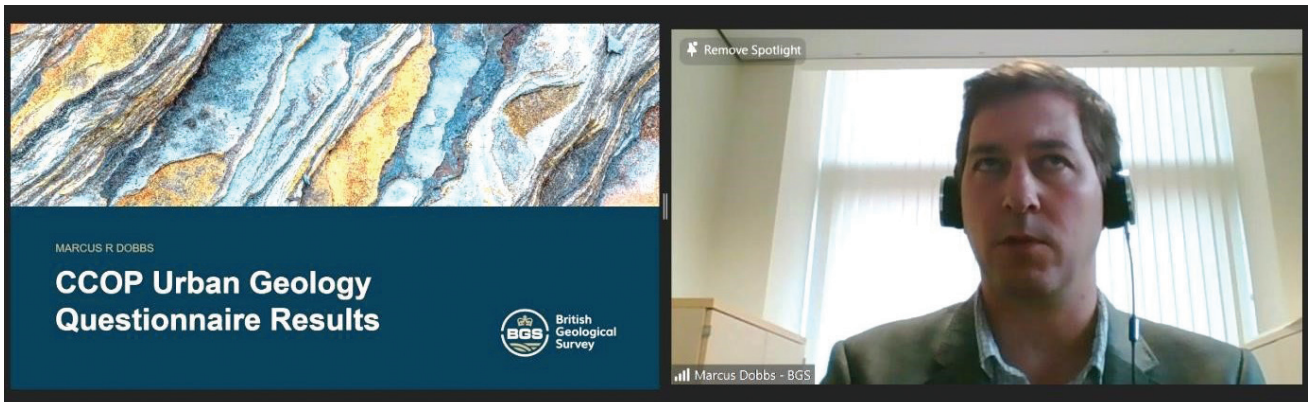 MARCUS R DOBBS
CCOP Urban Geology
Questionnaire Results
BGS
British
Geological
Survey
Remove Spotlight
Marcus Dobbs - BGS